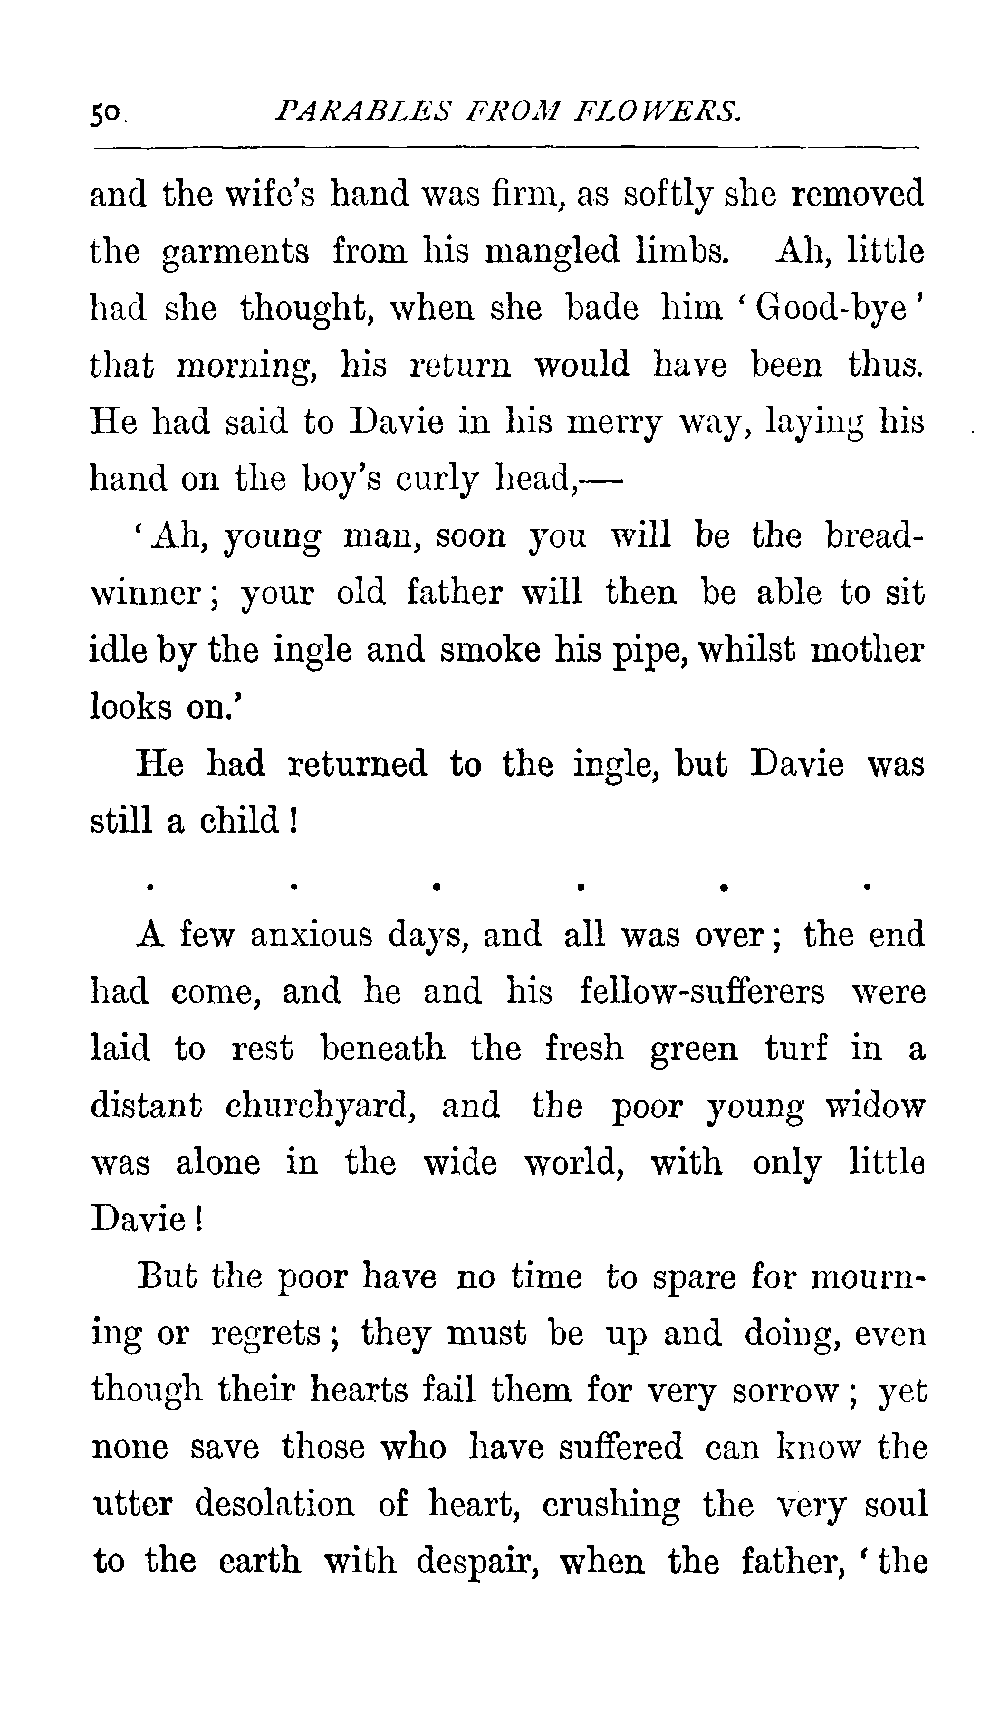 50. PARABLES FROM FLOWERS.
and the wife's hand was firm, as softly she removed
the garments from his mangled limbs. Ah, little
had she thought, when she bade him ‘Good-bye’
that morning, his return would have been thus.
He had said to Davie in his merry way, laying his
hand on the boy's curly head,—
‘Ah, young man, soon you will be the bread-
winner; your old father will then be able to sit
idle by the ingle and smoke his pipe, whilst mother
looks on.’
He had returned to the ingle, but Davie was
still a child!
. . . . . .
A few anxious days, and all was over; the end
had come, and he and his fellow-sufferers were
laid to rest beneath the fresh green turf in a
distant churchyard, and the poor young widow
was alone in the wide world, with only little
Davie!
But the poor have no time to spare for mourn-
ing or regrets; they must be up and doing, even
though their hearts fail them for very sorrow; yet
none save those who have suffered can know the
utter desolation of heart, crushing the very soul
to the earth with despair, when the father, ‘the